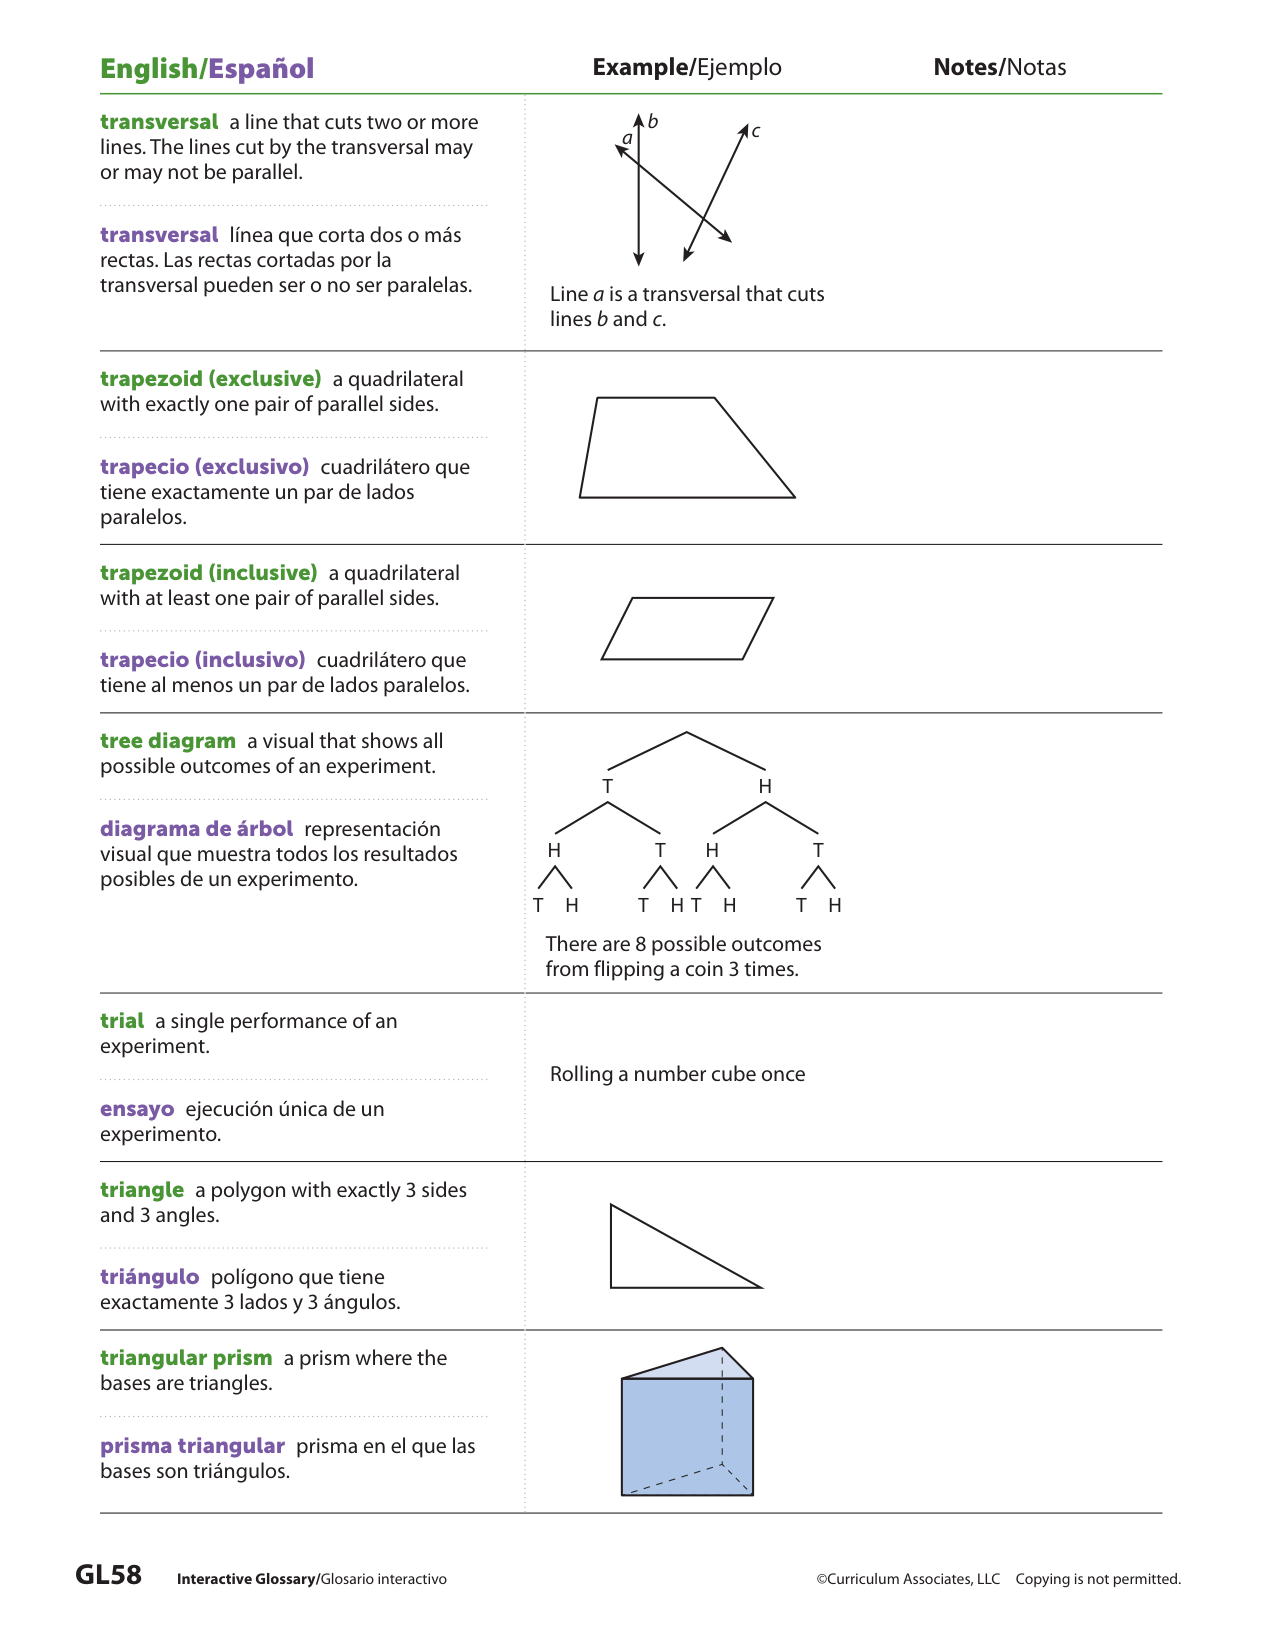 English/Español
Example/Ejemplo
Notes/Notas
transversal a line that cuts two or more
lines. The lines cut by the transversal may
or may not be parallel.
transversal línea que corta dos o más
rectas. Las rectas cortadas por la
transversal pueden ser o no ser paralelas.
b
a
c
Line a is a transversal that cuts
lines b and c.
trapezoid (exclusive) a quadrilateral
with exactly one pair of parallel sides.
trapecio (exclusivo) cuadrilátero que
tiene exactamente un par de lados
paralelos.
trapezoid (inclusive) a quadrilateral
with at least one pair of parallel sides.
trapecio (inclusivo) cuadrilátero que
tiene al menos un par de lados paralelos.
tree diagram a visual that shows all
possible outcomes of an experiment.
diagrama de árbol representación
visual que muestra todos los resultados
posibles de un experimento.
T H
H T H T
T H T H T H T H
There are 8 possible outcomes
from flipping a coin 3 times.
trial a single performance of an
experiment.
ensayo ejecución única de un
experimento.
Rolling a number cube once
triangle a polygon with exactly 3 sides
and 3 angles.
triángulo polígono que tiene
exactamente 3 lados y 3 ángulos.
triangular prism a prism where the
bases are triangles.
prisma triangular prisma en el que las
bases son triángulos.
GL58 Interactive Glossary/Glosario interactivo
©Curriculum Associates, LLC Copying is not permitted.